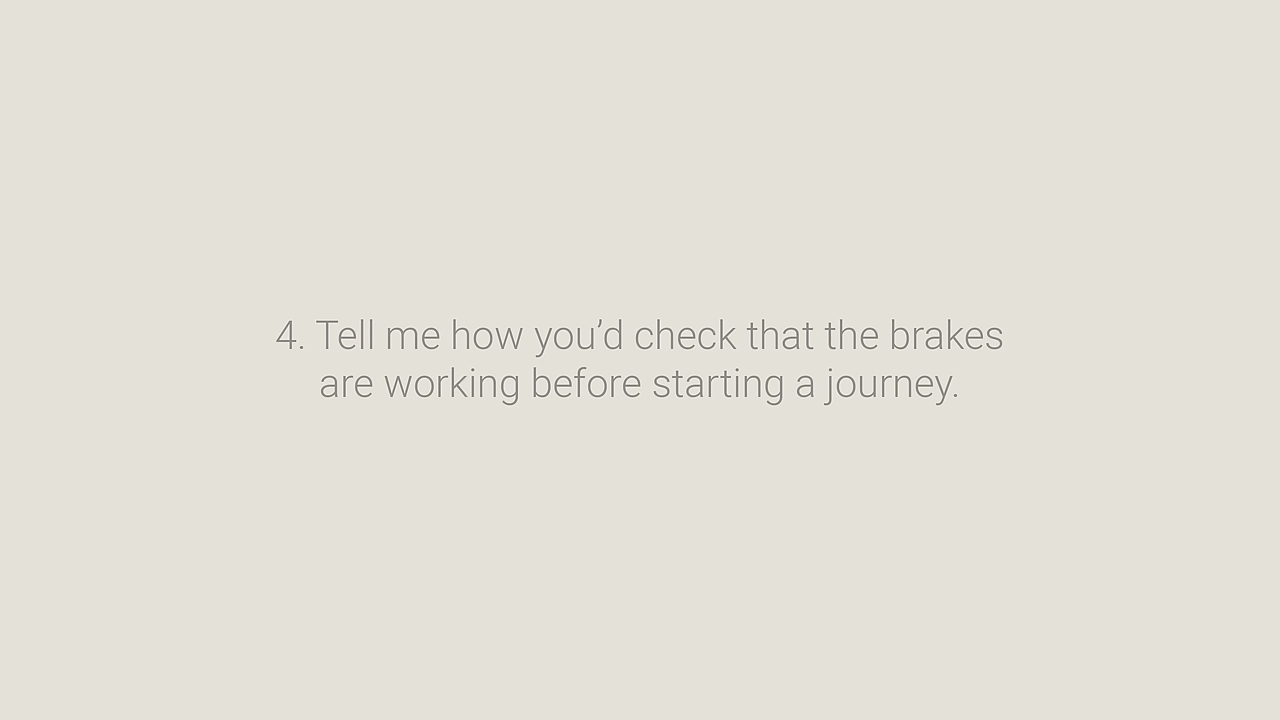 4. Tell me how you’d check that the brakes
are working before starting a journey.